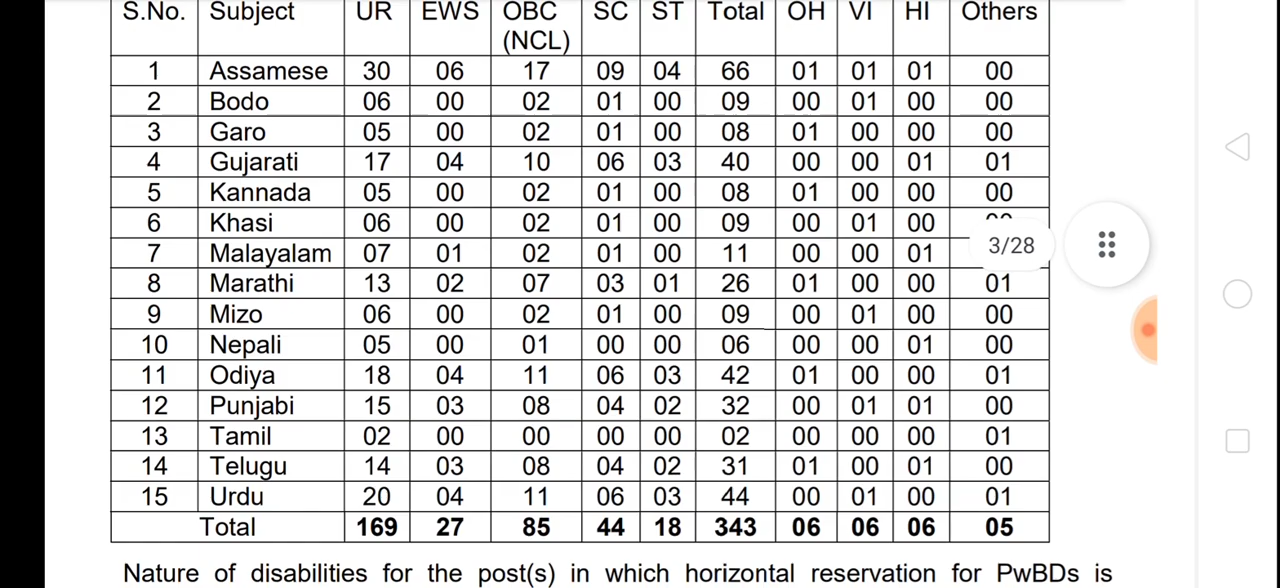 S.No. Subject UR EWS OBC (NCL) SC ST Total OH VI HI Others
1 Assamese 30 06 17 09 04 66 01 01 01 00
2 Bodo 06 00 02 01 00 09 00 01 00 00
3 Garo 05 00 02 01 00 08 01 00 00 00
4 Gujarati 17 04 10 06 03 40 00 00 01 01
5 Kannada 05 00 02 01 00 08 01 00 00 00
6 Khasi 06 00 02 01 00 09 00 01 00
7 Malayalam 07 01 02 01 00 11 00 00 01
3/28
8 Marathi 13 02 07 03 01 26 01 00 00 01
9 Mizo 06 00 02 01 00 09 00 01 00 00
10 Nepali 05 00 01 00 00 06 00 00 01 00
11 Odiya 18 04 11 06 03 42 01 00 00 01
12 Punjabi 15 03 08 04 02 32 00 01 01 00
13 Tamil 02 00 00 00 00 02 00 00 00 01
14 Telugu 14 03 08 04 02 31 01 00 01 00
15 Urdu 20 04 11 06 03 44 00 01 00 01
Total 169 27 85 44 18 343 06 06 06 05
Nature of disabilities for the post(s) in which horizontal reservation for PwBDs is